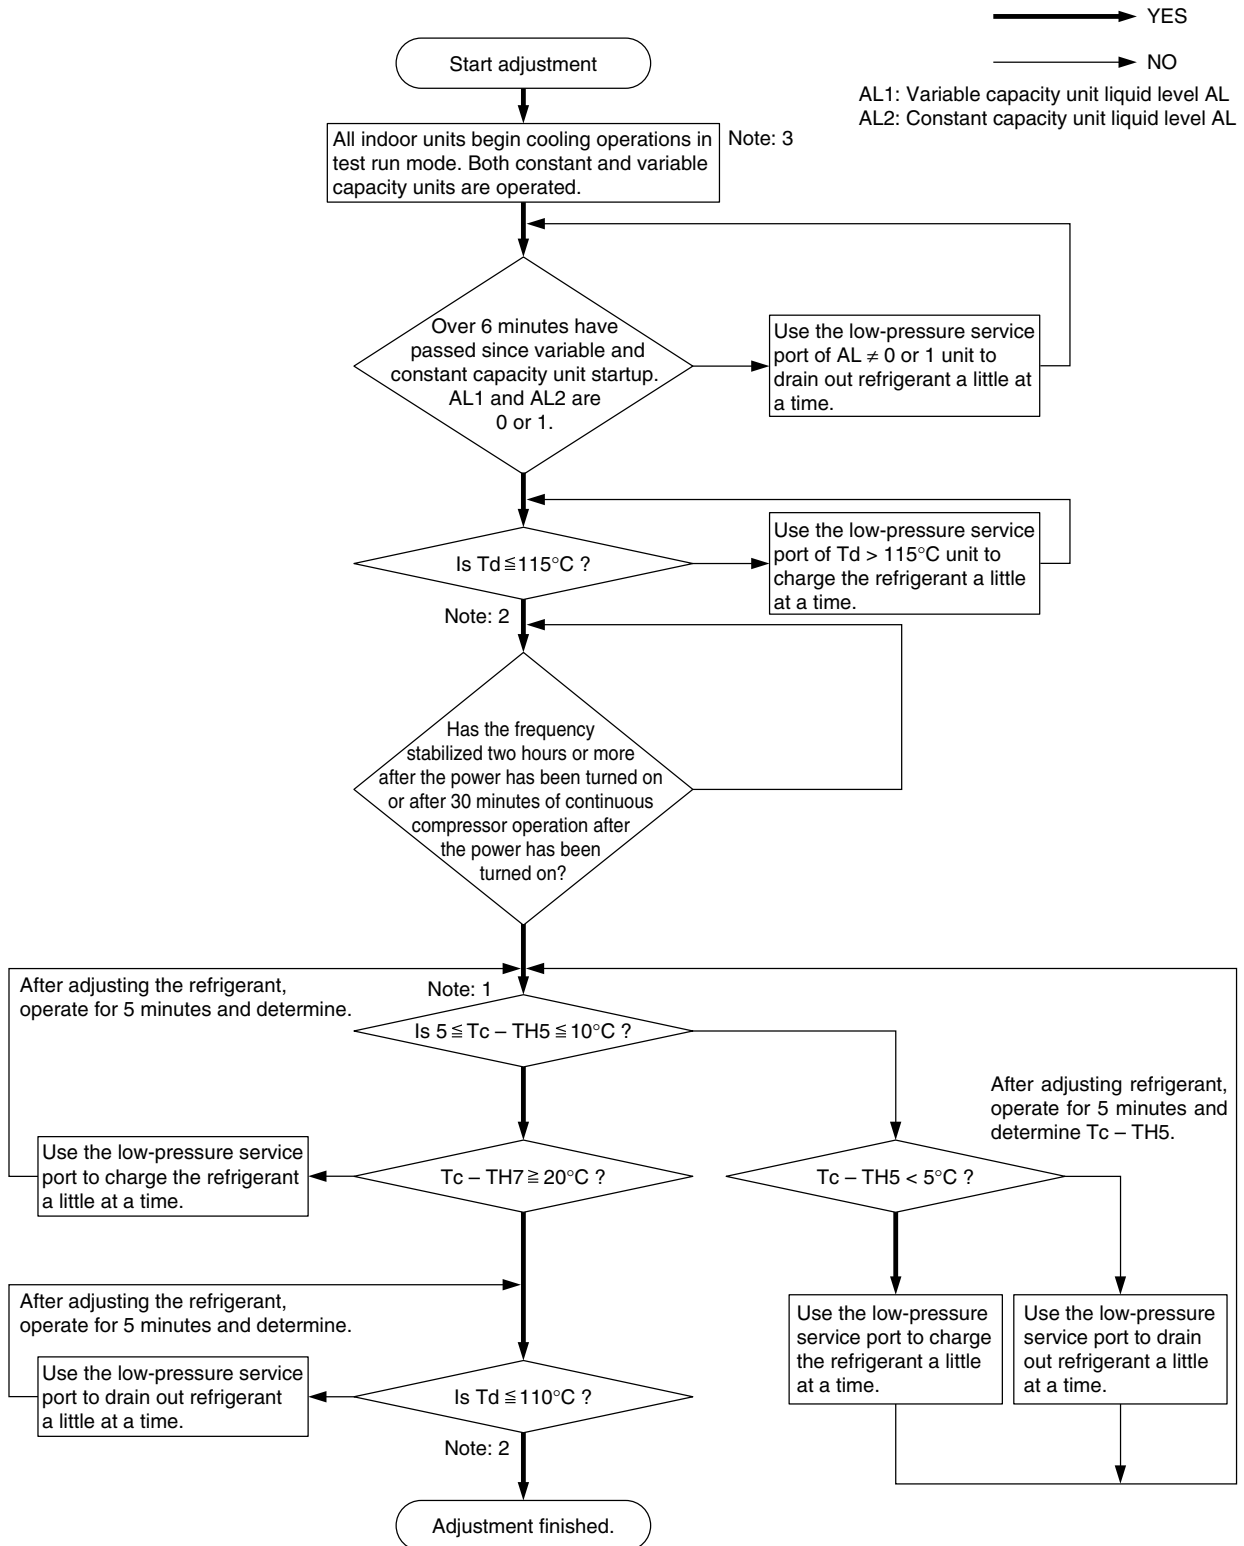 YES
NO
AL1: Variable capacity unit liquid level AL
AL2: Constant capacity unit liquid level AL
Start adjustment
All indoor units begin cooling operations in
test run mode. Both constant and variable
capacity units are operated.
Note: 3
Over 6 minutes have
passed since variable and
constant capacity unit startup.
AL1 and AL2 are
0 or 1.
Use the low-pressure service
port of AL ≠ 0 or 1 unit to
drain out refrigerant a little at
a time.
Is Td ≦ 115°C ?
Use the low-pressure service
port of Td > 115°C unit to
charge the refrigerant a little
at a time.
Note: 2
Has the frequency
stabilized two hours or more
after the power has been turned on
or after 30 minutes of continuous
compressor operation after
the power has been
turned on?
After adjusting the refrigerant,
operate for 5 minutes and determine.
Note: 1
Is 5 ≦ Tc – TH5 ≦ 10°C ?
After adjusting refrigerant,
operate for 5 minutes and
determine Tc – TH5.
Use the low-pressure service
port to charge the refrigerant
a little at a time.
Tc – TH7 ≧ 20°C ?
Tc – TH5 < 5°C ?
After adjusting the refrigerant,
operate for 5 minutes and determine.
Use the low-pressure
service port to charge
the refrigerant a little
at a time.
Use the low-pressure
service port to drain
out refrigerant a little
at a time.
Use the low-pressure service
port to drain out refrigerant
a little at a time.
Is Td ≦ 110°C ?
Note: 2
Adjustment finished.